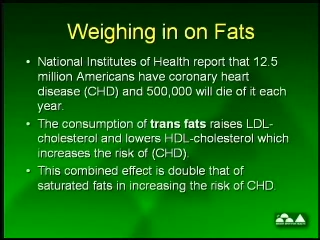 Weighing in on Fats
• National Institutes of Health report that 12.5
million Americans have coronary heart
disease (CHD) and 500,000 will die of it each
year.
• The consumption of trans fats raises LDL-
cholesterol and lowers HDL-cholesterol which
increases the risk of (CHD).
• This combined effect is double that of
saturated fats in increasing the risk of CHD.